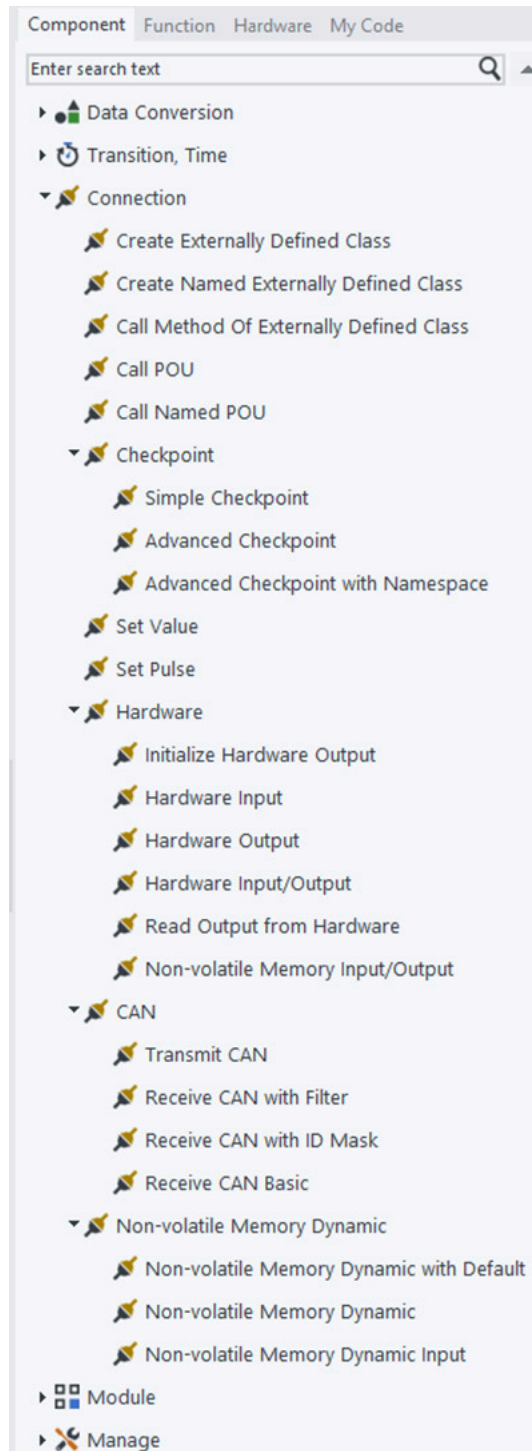 Component Function Hardware My Code
Enter search text
Data Conversion
Transition, Time
Connection
Create Externally Defined Class
Create Named Externally Defined Class
Call Method Of Externally Defined Class
Call POU
Call Named POU
Checkpoint
Simple Checkpoint
Advanced Checkpoint
Advanced Checkpoint with Namespace
Set Value
Set Pulse
Hardware
Initialize Hardware Output
Hardware Input
Hardware Output
Hardware Input/Output
Read Output from Hardware
Non-volatile Memory Input/Output
CAN
Transmit CAN
Receive CAN with Filter
Receive CAN with ID Mask
Receive CAN Basic
Non-volatile Memory Dynamic
Non-volatile Memory Dynamic with Default
Non-volatile Memory Dynamic
Non-volatile Memory Dynamic Input
Module
Manage